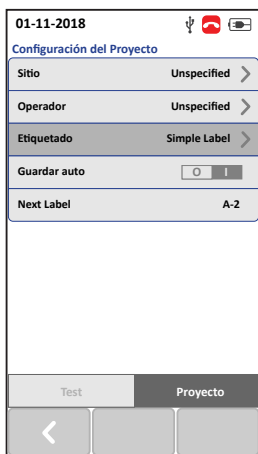 01-11-2018
Configuración del Proyecto
Sitio Unspecified
Operador Unspecified
Etiquetado Simple Label
Guardar auto O I
Next Label A-2
Test Proyecto